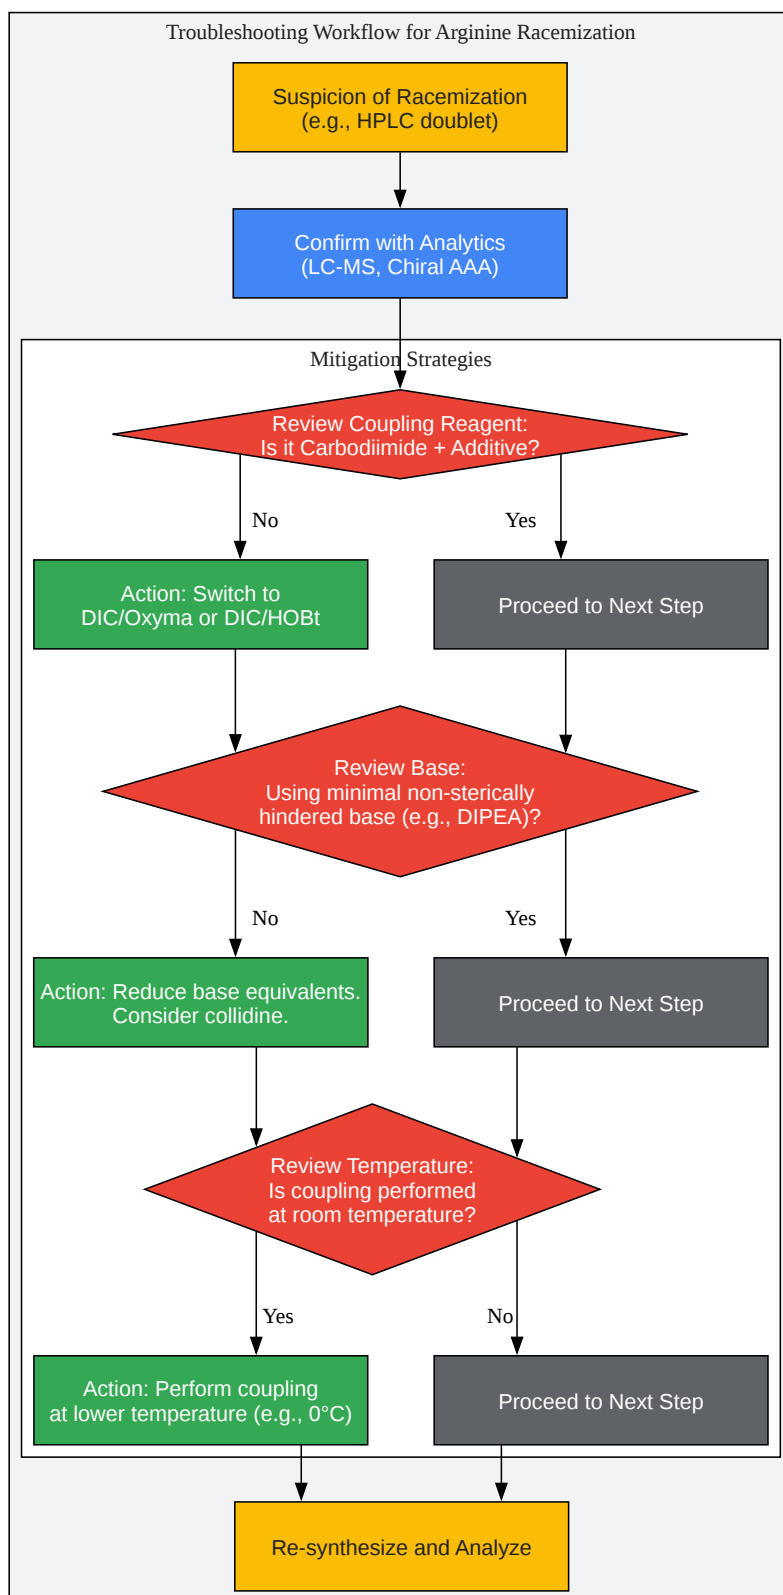 Troubleshooting Workflow for Arginine Racemization
Suspicion of Racemization
(e.g., HPLC doublet)
Confirm with Analytics
(LC-MS, Chiral AAA)
Mitigation Strategies
Review Coupling Reagent:
Is it Carbodiimide + Additive?
No
Yes
Action: Switch to
DIC/Oxyma or DIC/HOBt
Proceed to Next Step
Review Base:
Using minimal non-sterically
hindered base (e.g., DIPEA)?
No
Yes
Action: Reduce base equivalents.
Consider collidine.
Proceed to Next Step
Review Temperature:
Is coupling performed
at room temperature?
Yes
No
Action: Perform coupling
at lower temperature (e.g., 0°C)
Proceed to Next Step
Re-synthesize and Analyze